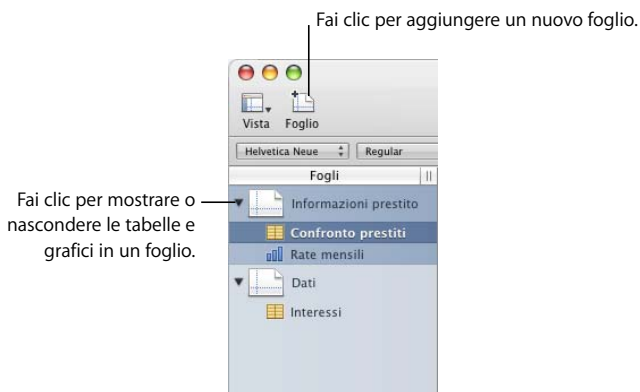 Fai clic per aggiungere un nuovo foglio.
Vista Foglio
Helvetica Neue Regular
Fogli
Fai clic per mostrare o
nascondere le tabelle e
grafici in un foglio.
Informazioni prestito
Confronto prestiti
Rate mensili
Dati
Interessi